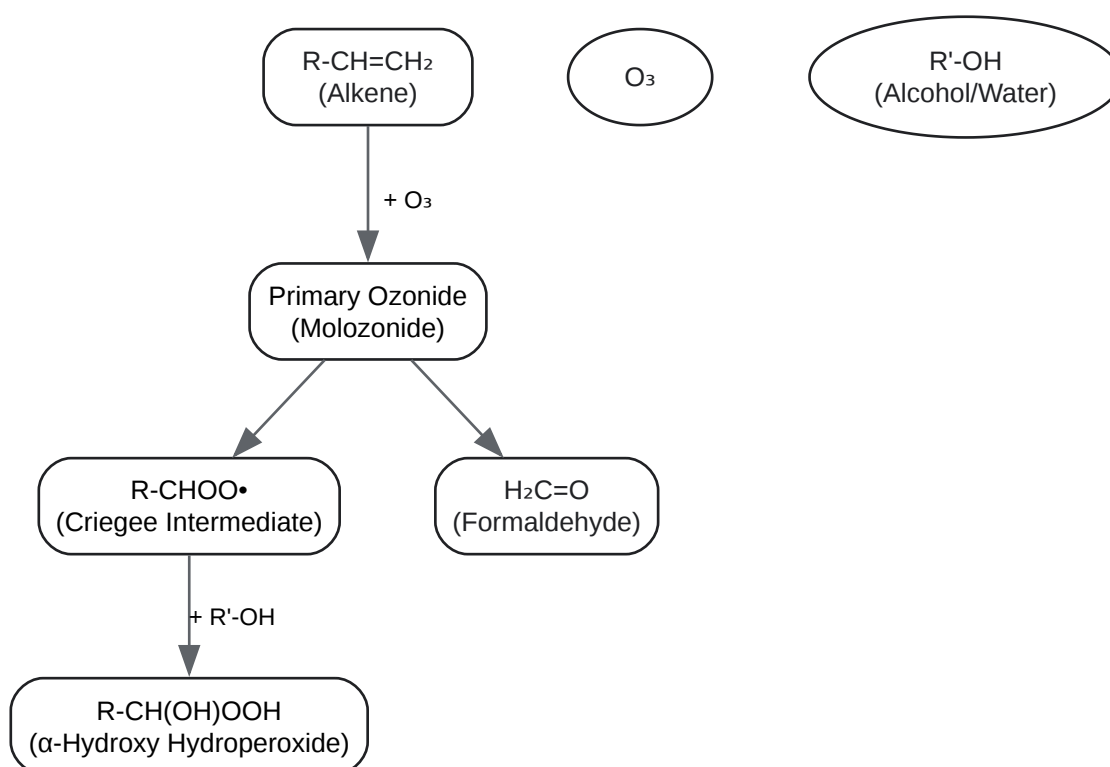 R-CH=CH₂
(Alkene)
O₃
R'-OH
(Alcohol/Water)
+ O₃
Primary Ozonide
(Molozonide)
R-CHOO•
(Criegee Intermediate)
H₂C=O
(Formaldehyde)
+ R'-OH
R-CH(OH)OOH
(α-Hydroxy Hydroperoxide)